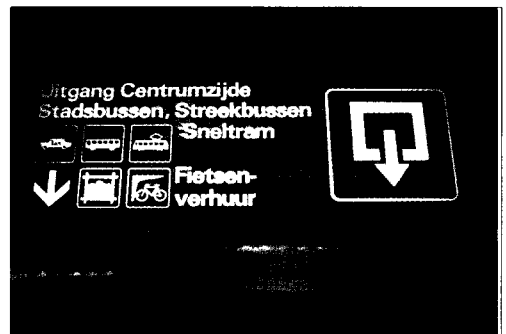 Uitgang Centrumzijde
Stadsbussen, Streekbussen
Sneltram
Fietsen-
verhuur